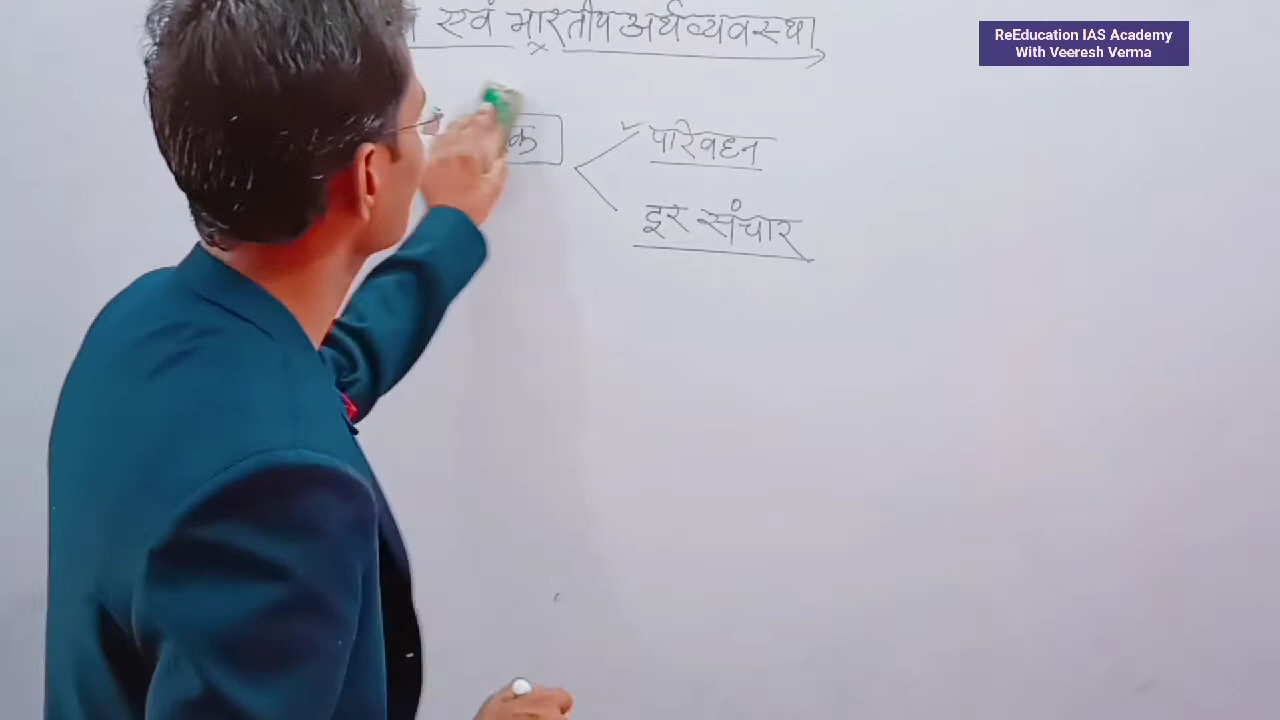 एवं भारतीय अर्थव्यवस्था
परिवहन
दूर संचार
ReEducation IAS Academy
With Veeresh Verma